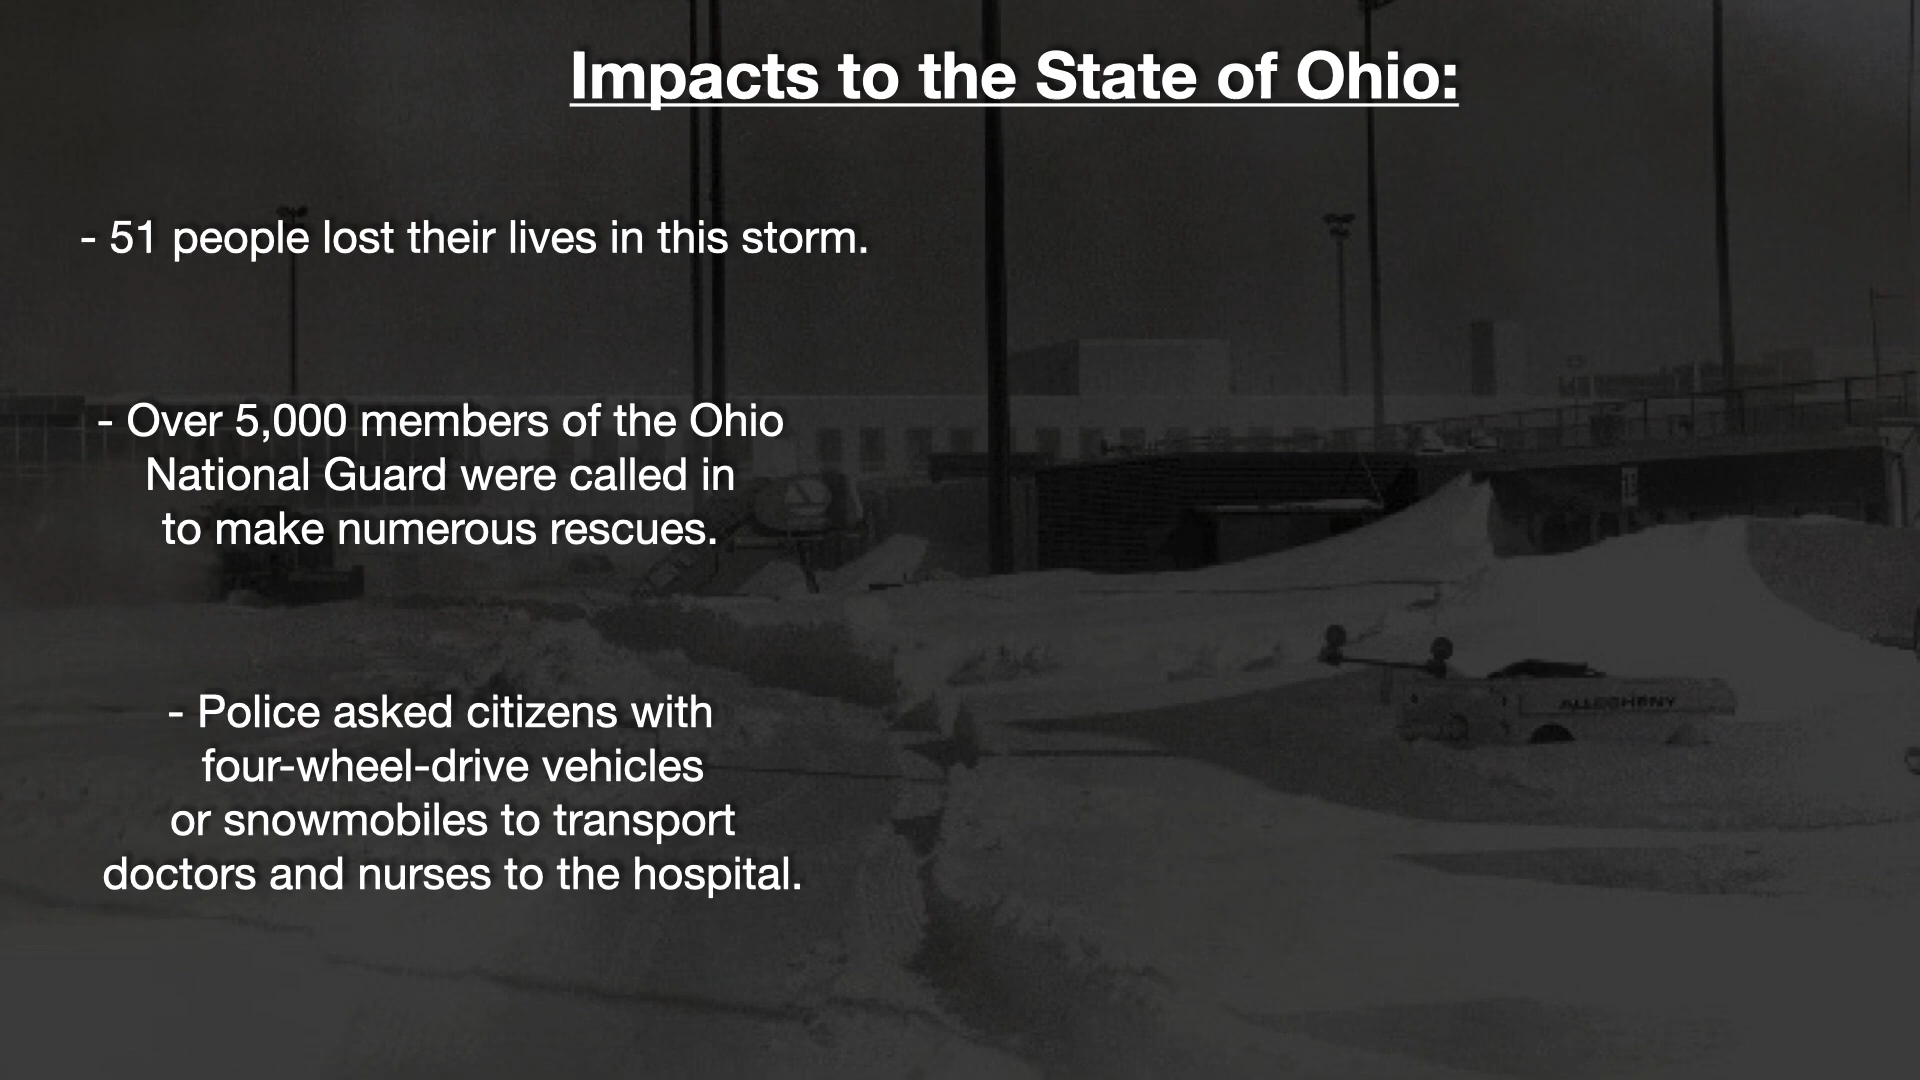 Impacts to the State of Ohio:
- 51 people lost their lives in this storm.
- Over 5,000 members of the Ohio
National Guard were called in
to make numerous rescues.
- Police asked citizens with
four-wheel-drive vehicles
or snowmobiles to transport
doctors and nurses to the hospital.
ALLEGHENY